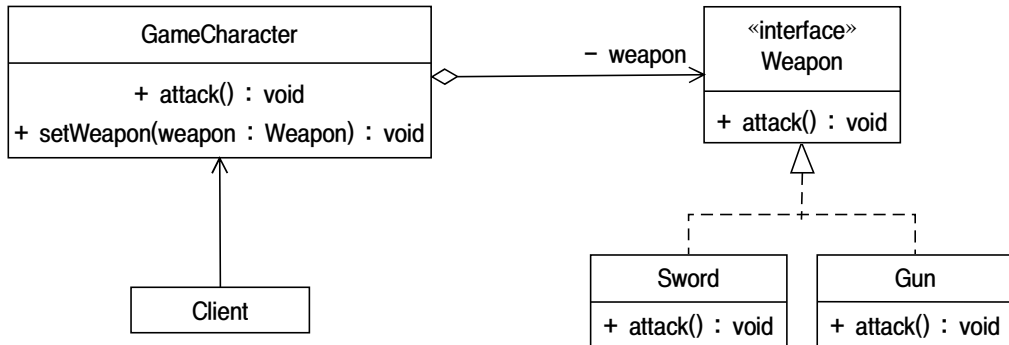 GameCharacter
+ attack() : void
+ setWeapon(weapon : Weapon) : void
- weapon
«interface»
Weapon
+ attack() : void
Client
Sword
+ attack() : void
Gun
+ attack() : void